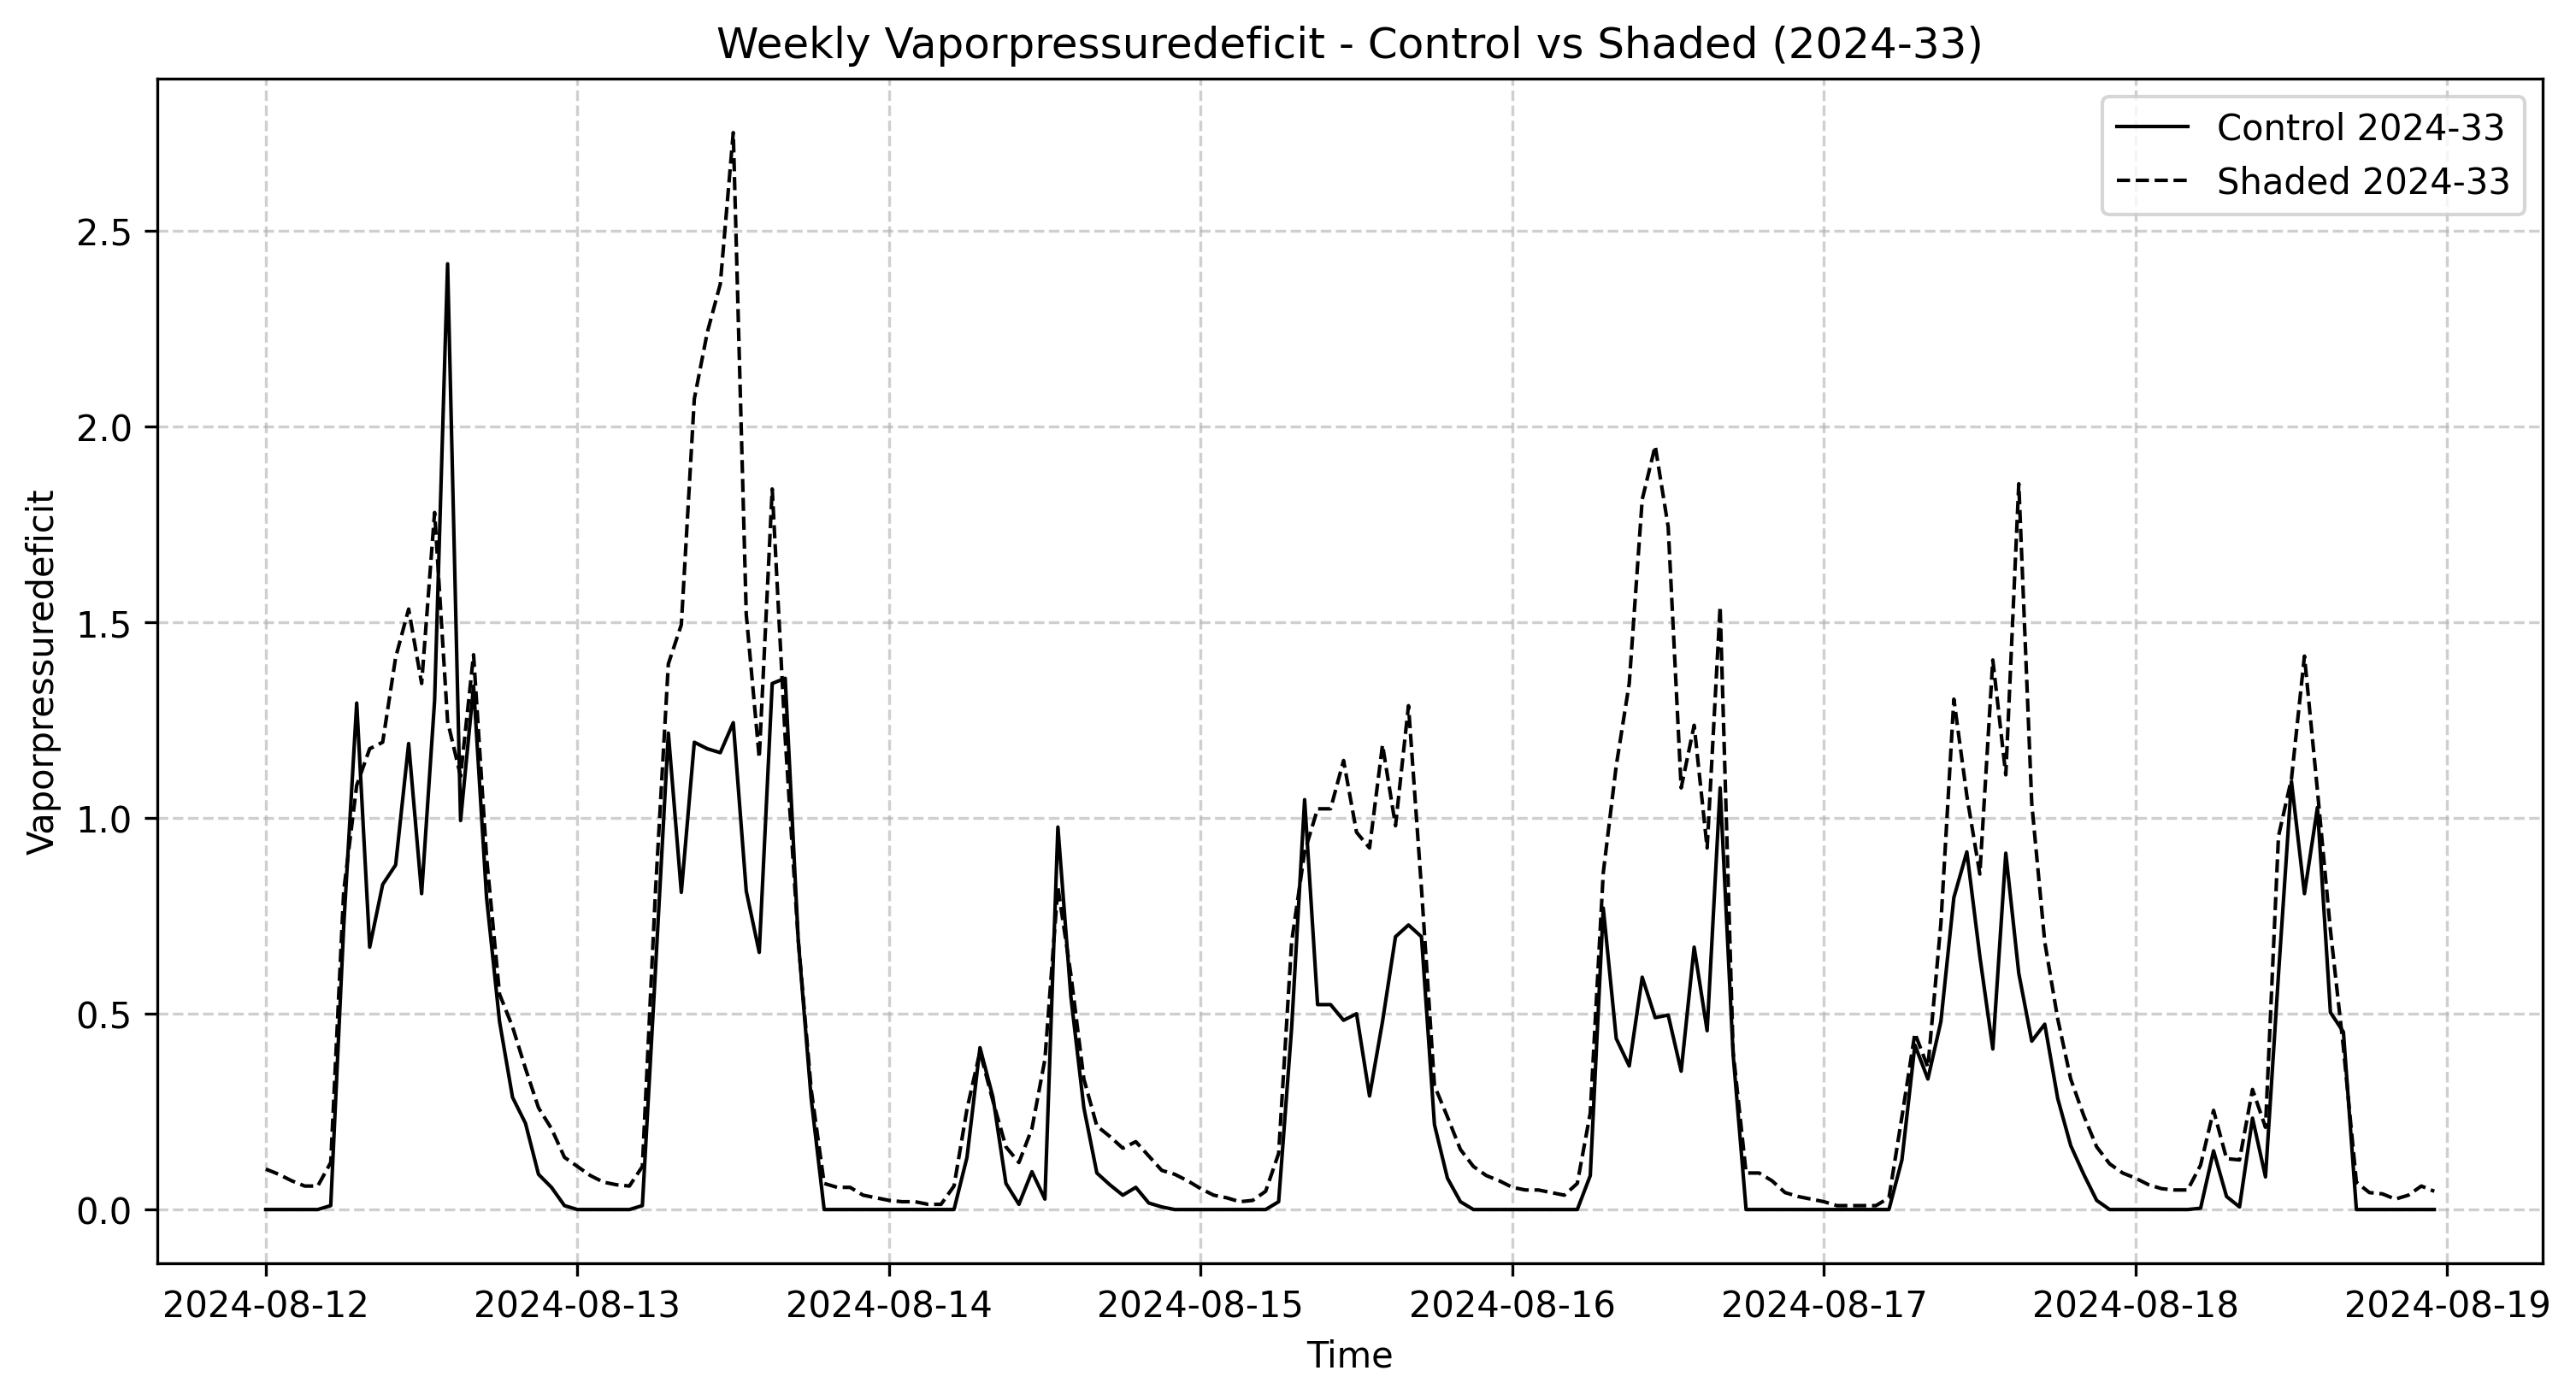 Weekly Vaporpressuredeficit - Control vs Shaded (2024-33)
Control 2024-33
Shaded 2024-33
Vaporpressuredeficit
2.5
2.0
1.5
1.0
0.5
0.0
2024-08-12 2024-08-13 2024-08-14 2024-08-15 2024-08-16 2024-08-17 2024-08-18 2024-08-19
Time